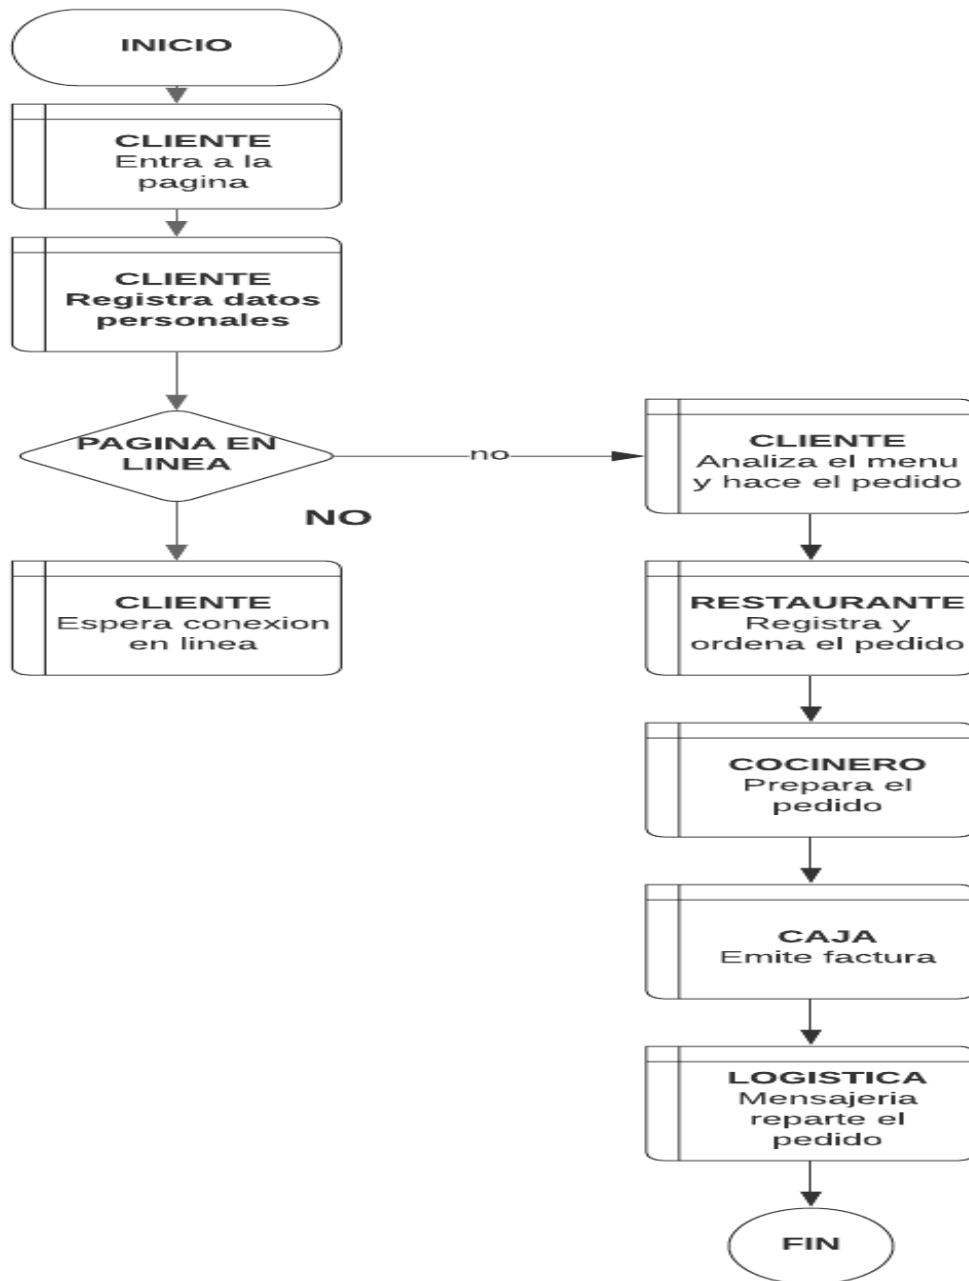 INICIO
CLIENTE
Entra a la
pagina
CLIENTE
Registra datos
personales
PAGINA EN
LINEA
no
NO
CLIENTE
Espera conexion
en linea
CLIENTE
Analiza el menu
y hace el pedido
RESTAURANTE
Registra y
ordena el pedido
COCINERO
Prepara el
pedido
CAJA
Emite factura
LOGISTICA
Mensajeria
reparte el
pedido
FIN